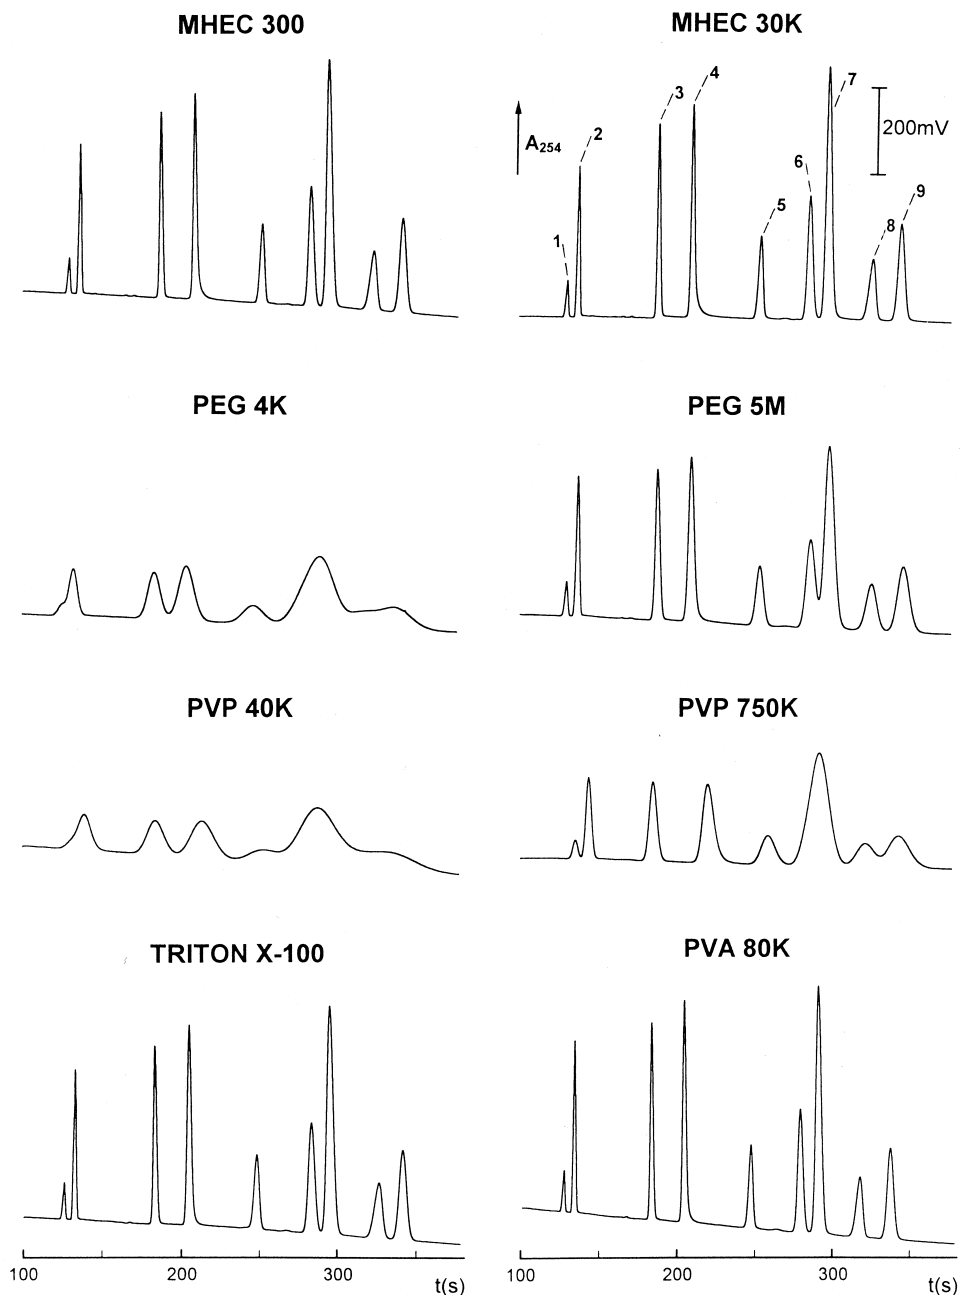 MHEC 300
MHEC 30K
1
2
3
4
5
6
7
8
9
A254
200mV
PEG 4K
PEG 5M
PVP 40K
PVP 750K
TRITON X-100
PVA 80K
100 200 300 t(s)
100 200 300 t(s)